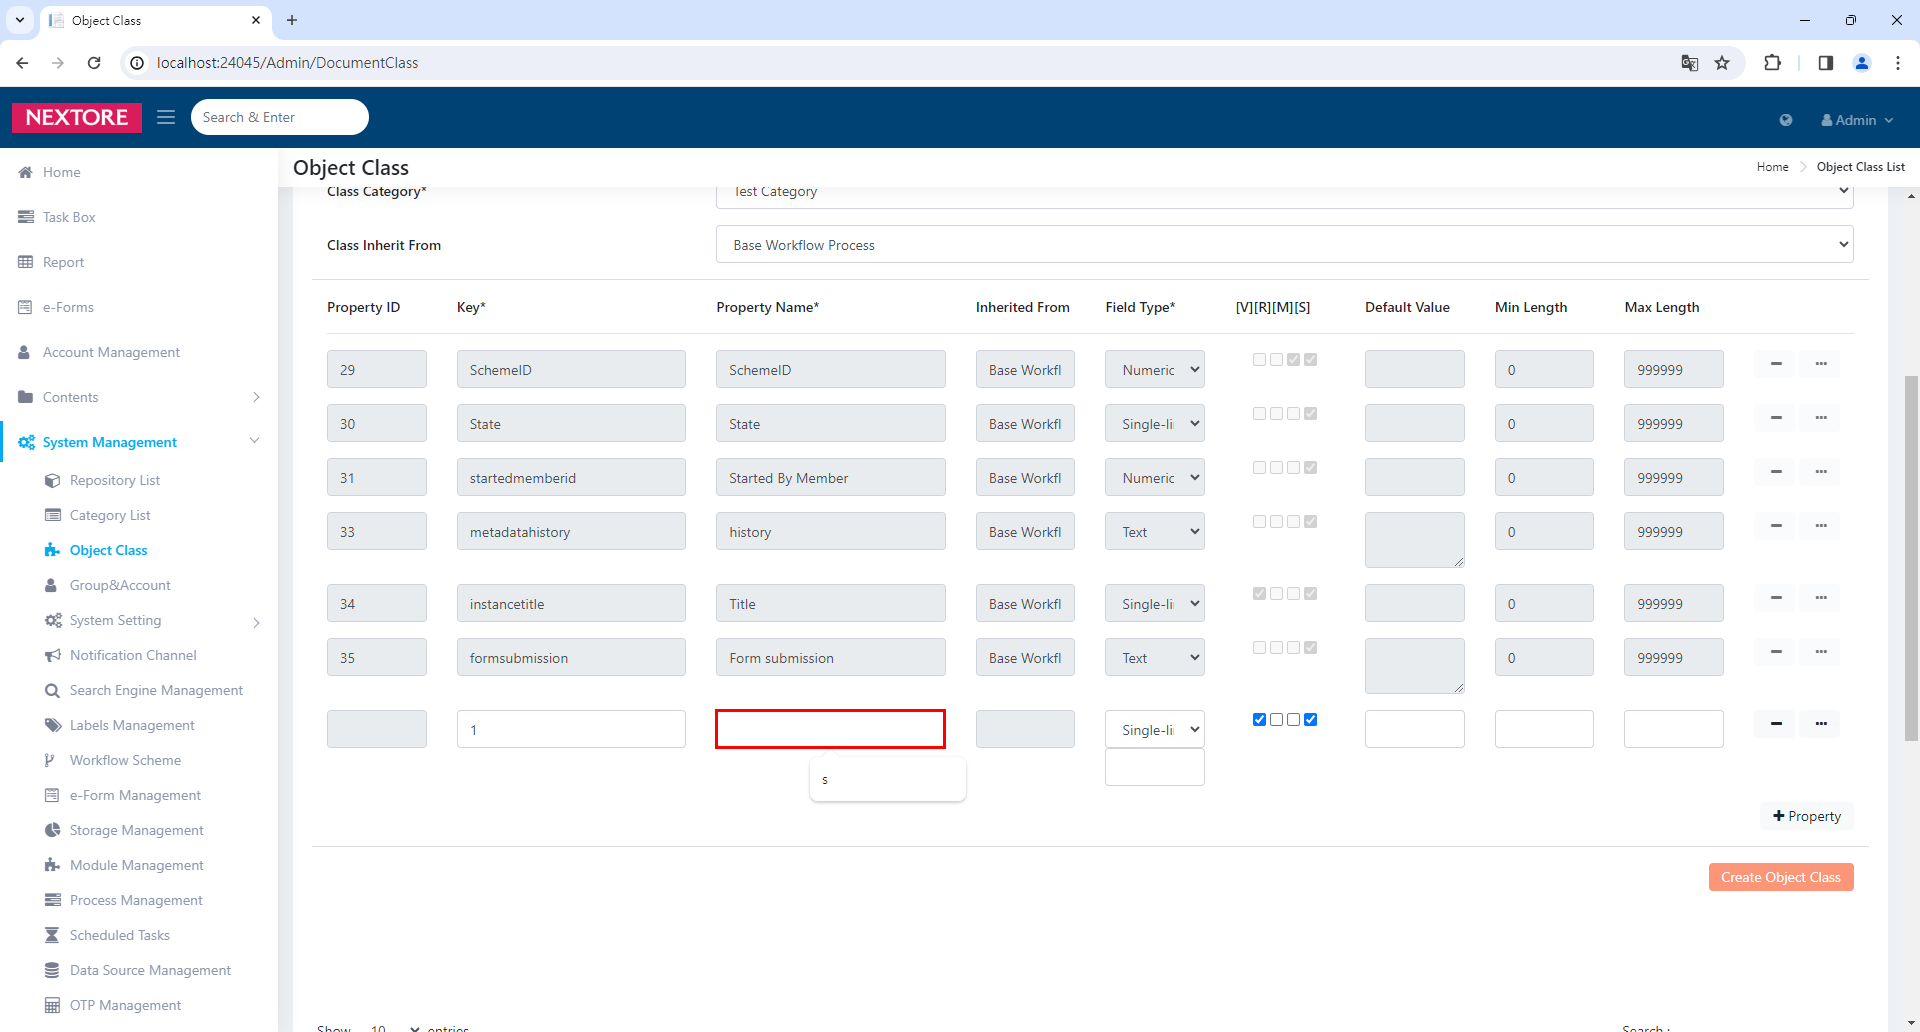 Object Class
localhost:24045/Admin/DocumentClass
NEXTORE
Search & Enter
Admin
Object Class
Home
Object Class List
Home
Task Box
Report
e-Forms
Account Management
Contents
System Management
Repository List
Category List
Object Class
Group&Account
System Setting
Notification Channel
Search Engine Management
Labels Management
Workflow Scheme
e-Form Management
Storage Management
Module Management
Process Management
Scheduled Tasks
Data Source Management
OTP Management
Class Category* Test Category
Class Inherit From Base Workflow Process
Property ID Key* Property Name* Inherited From Field Type* [V][R][M][S] Default Value Min Length Max Length
29 SchemeID SchemeID Base Workfl Numeric 0 999999
30 State State Base Workfl Single-li 0 999999
31 startedmemberid Started By Member Base Workfl Numeric 0 999999
33 metadatahistory history Base Workfl Text 0 999999
34 instancetitle Title Base Workfl Single-li 0 999999
35 formsubmission Form submission Base Workfl Text 0 999999
1 Single-li
s
+ Property
Create Object Class
Show 10 entries
Search :